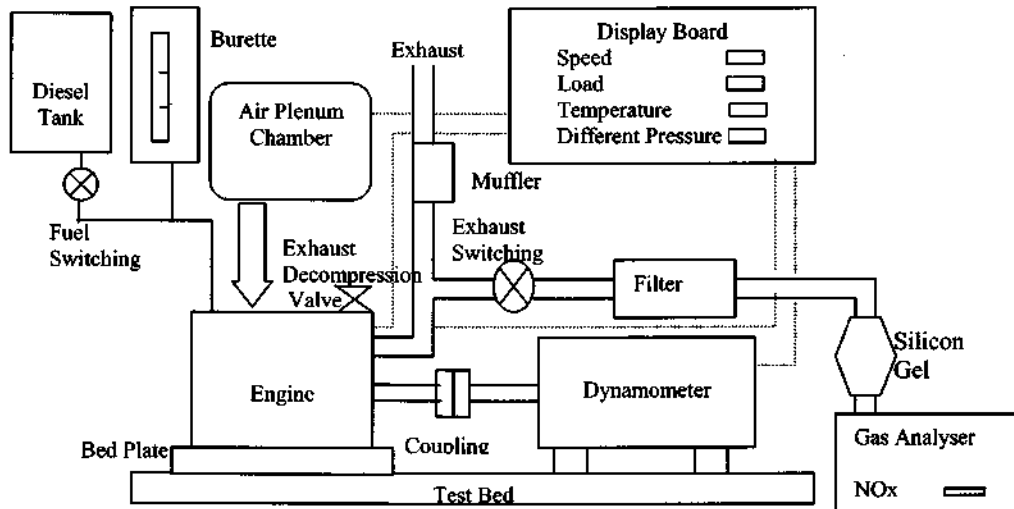 Diesel
Tank
Burette
Air Plenum
Chamber
Exhaust
Display Board
Speed
Load
Temperature
Different Pressure
Muffler
Fuel
Switching
Exhaust
Decompression
Valve
Exhaust
Switching
Filter
Silicon
Gel
Engine
Dynamometer
Coupling
Bed Plate
Test Bed
Gas Analyser
NOx